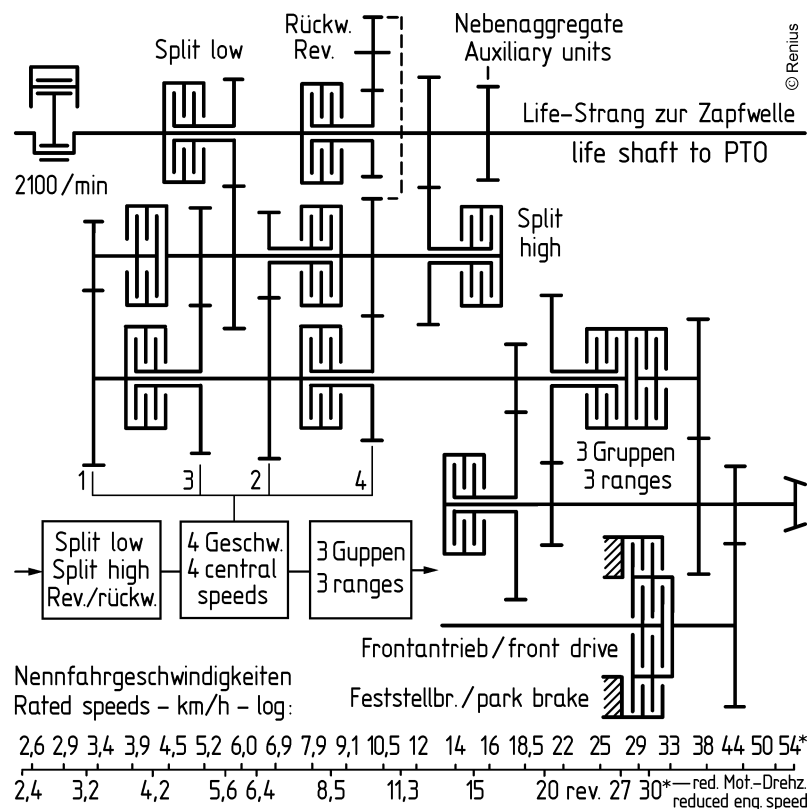 © Renius
Split low
Rückw.
Rev.
Nebenaggregate
Auxiliary units
Life-Strang zur Zapfwelle
life shaft to PTO
2100/min
Split
high
3 Gruppen
3 ranges
1 3 2 4
Split low
Split high
Rev./rückw.
4 Geschw.
4 central
speeds
3 Guppen
3 ranges
Frontantrieb/front drive
Feststellbr./park brake
Nennfahrgeschwindigkeiten
Rated speeds – km/h – log:
2,6 2,9 3,4 3,9 4,5 5,2 6,0 6,9 7,9 9,1 10,5 12 14 16 18,5 22 25 29 33 38 44 50 54*
2,4 3,2 4,2 5,6 6,4 8,5 11,3 15 20 rev. 27 30 *—red. Mot.-Drehz.
reduced eng. speed